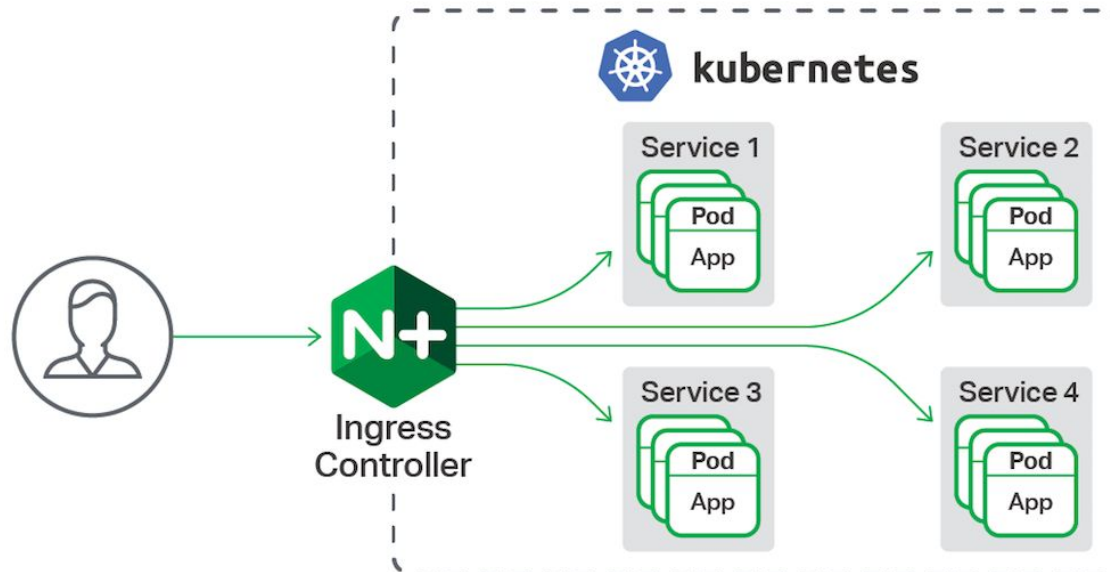 kubernetes
Service 1
Pod
App
Service 2
Pod
App
N+
Ingress
Controller
Service 3
Pod
App
Service 4
Pod
App